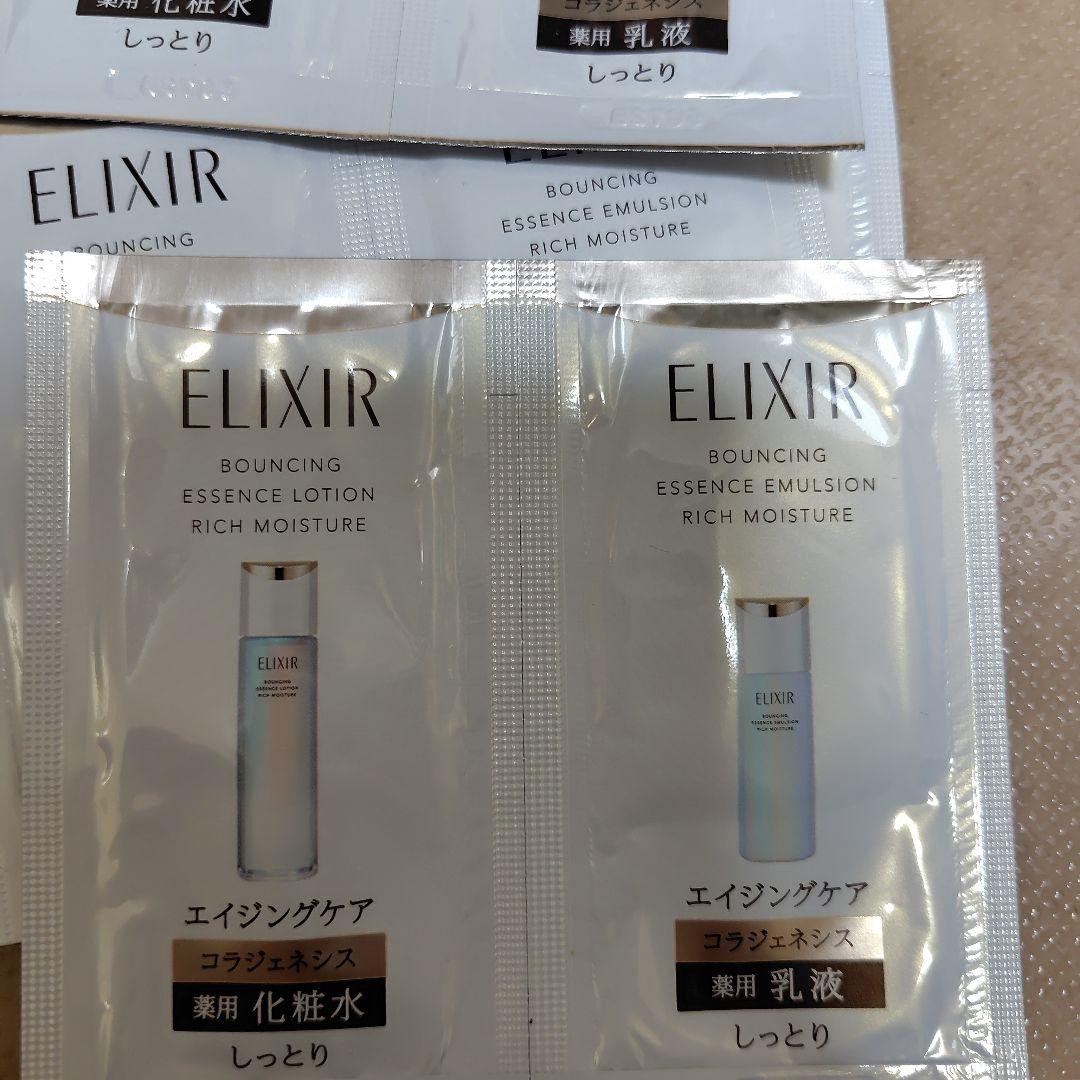 薬用 化粧水
しっとり
コラジェネシス
薬用 乳液
しっとり
ELIXIR
BOUNCING
BOUNCING
ESSENCE EMULSION
RICH MOISTURE
ELIXIR
BOUNCING
ESSENCE LOTION
RICH MOISTURE
ELIXIR
BOUNCING
ESSENCE LOTION
RICH MOISTURE
エイジングケア
コラジェネシス
薬用 化粧水
しっとり
ELIXIR
BOUNCING
ESSENCE EMULSION
RICH MOISTURE
ELIXIR
BOUNCING
ESSENCE EMULSION
RICH MOISTURE
エイジングケア
コラジェネシス
薬用 乳液
しっとり